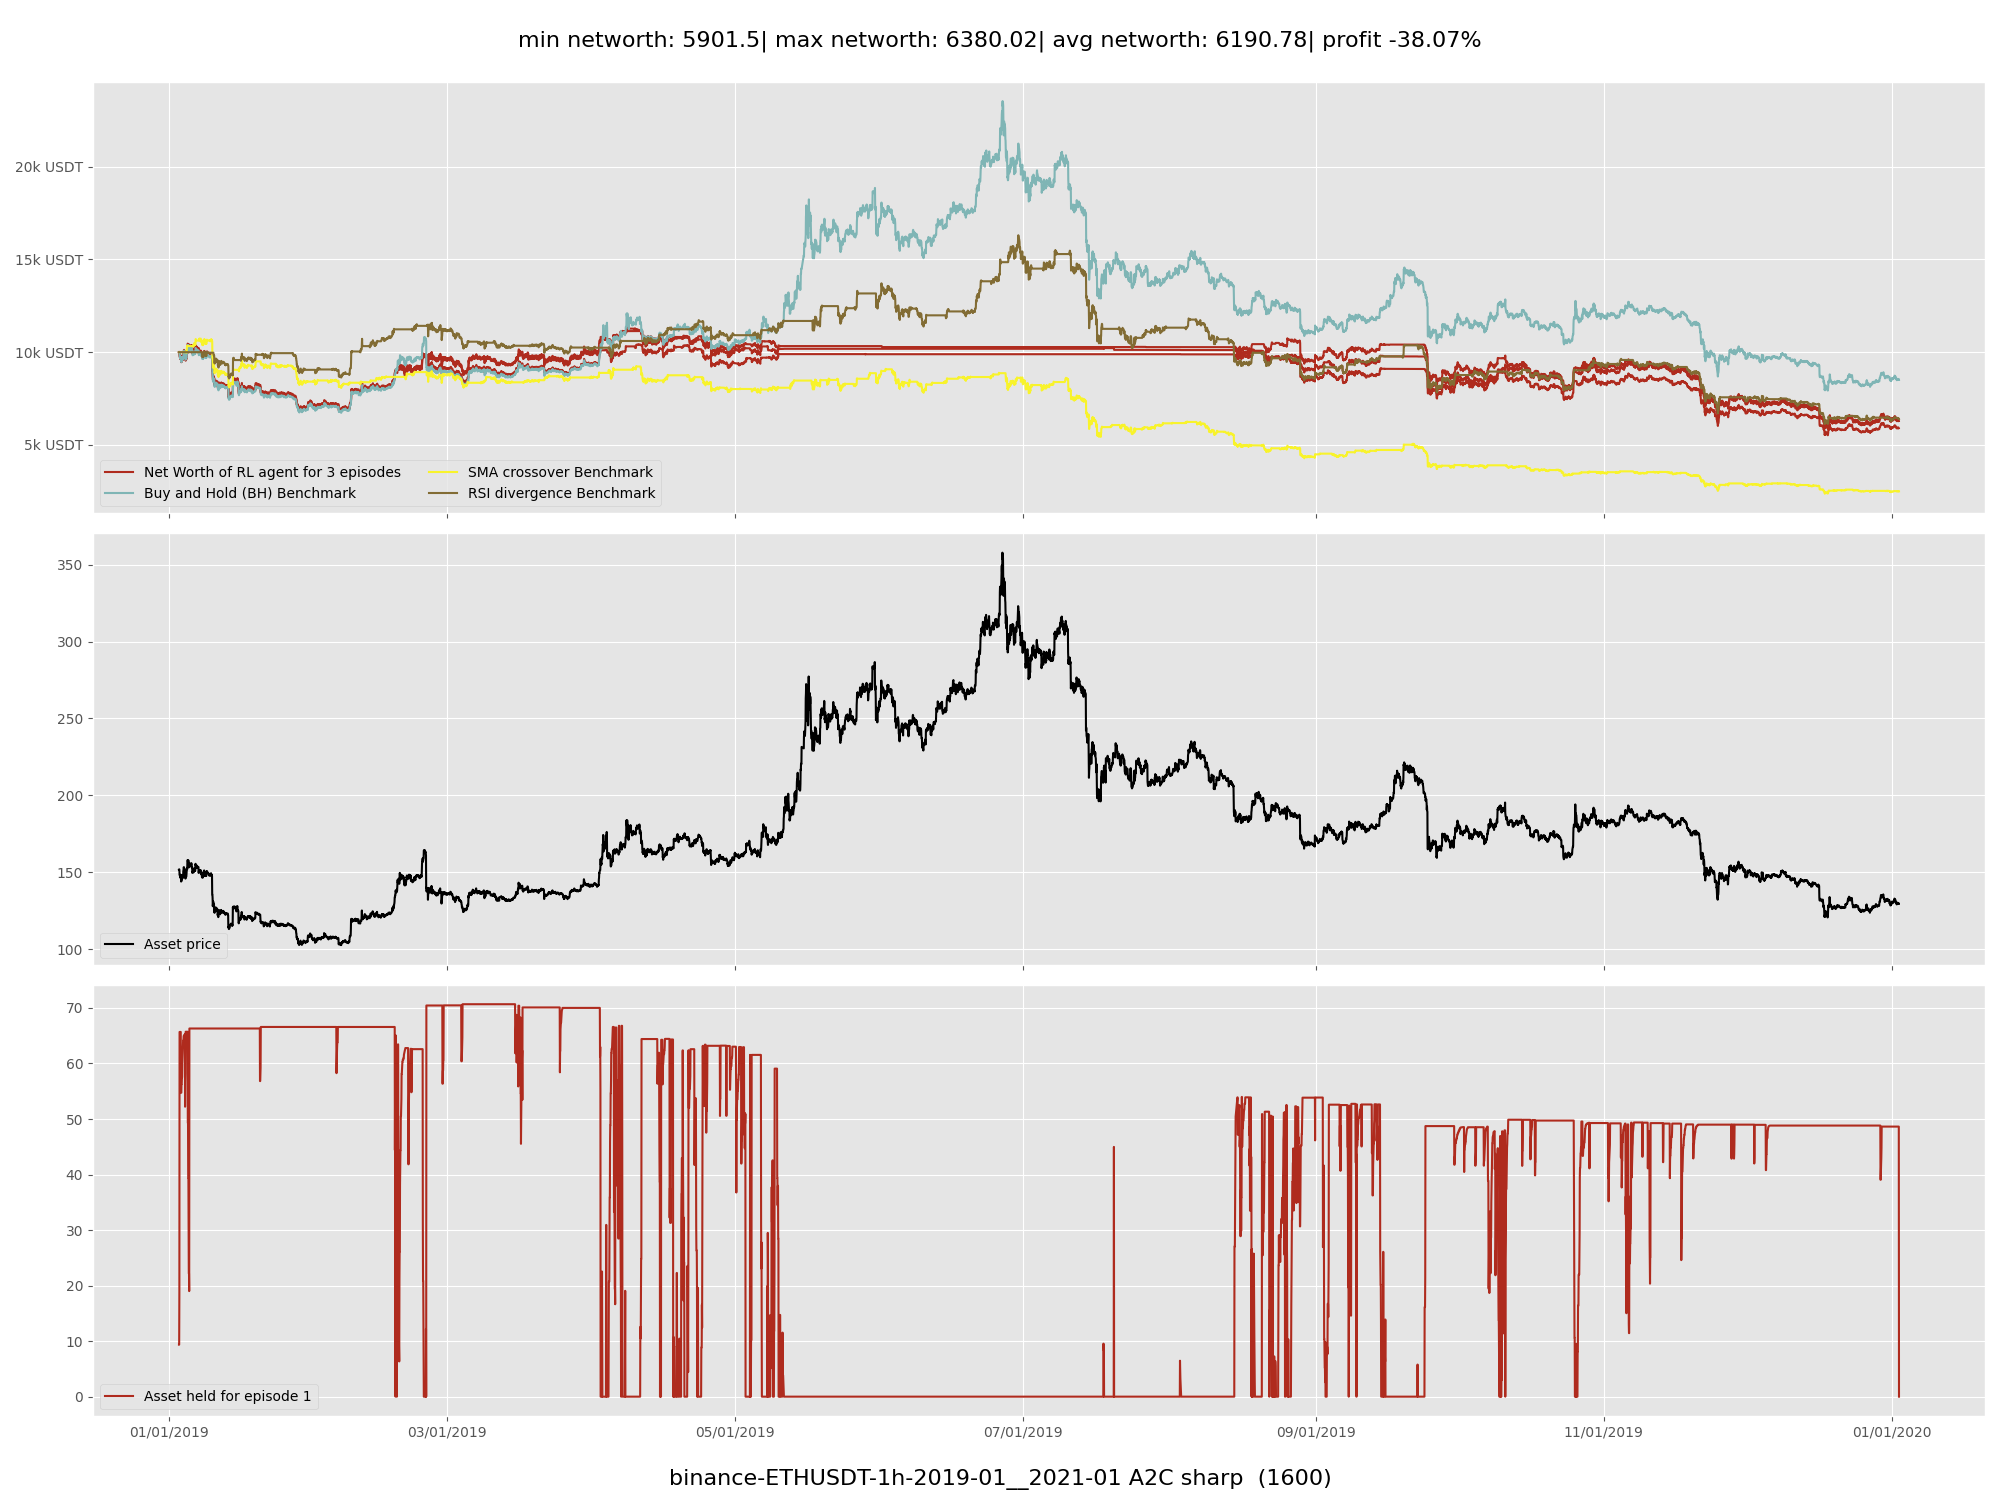 min networth: 5901.5| max networth: 6380.02| avg networth: 6190.78| profit -38.07%
20k USDT
15k USDT
10k USDT
5k USDT
Net Worth of RL agent for 3 episodes
Buy and Hold (BH) Benchmark
SMA crossover Benchmark
RSI divergence Benchmark
350
300
250
200
150
100
Asset price
70
60
50
40
30
20
10
0
Asset held for episode 1
01/01/2019
03/01/2019
05/01/2019
07/01/2019
09/01/2019
11/01/2019
01/01/2020
binance-ETHUSDT-1h-2019-01__2021-01 A2C sharp  (1600)